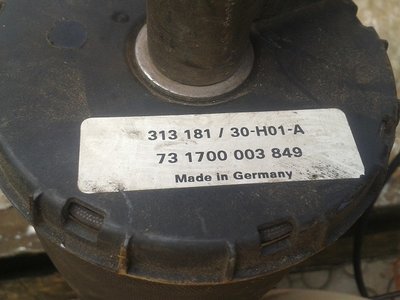 313 181 / 30-H01-A
73 1700 003 849
Made in Germany